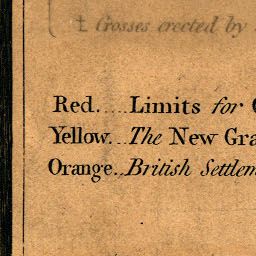 ‡ Crosses erected by
Red.....Limits for
Yellow...The New Gra
Orange..British Settlem